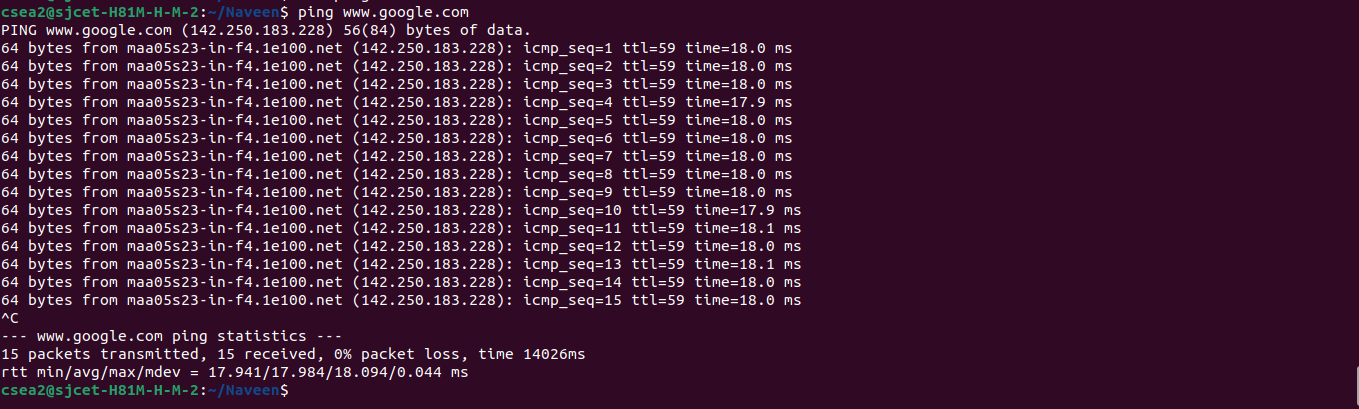 csea2@sjcet-H81M-H-M-2:~/Naveen$ ping www.google.com
PING www.google.com (142.250.183.228) 56(84) bytes of data.
64 bytes from maa05s23-in-f4.1e100.net (142.250.183.228): icmp_seq=1 ttl=59 time=18.0 ms
64 bytes from maa05s23-in-f4.1e100.net (142.250.183.228): icmp_seq=2 ttl=59 time=18.0 ms
64 bytes from maa05s23-in-f4.1e100.net (142.250.183.228): icmp_seq=3 ttl=59 time=18.0 ms
64 bytes from maa05s23-in-f4.1e100.net (142.250.183.228): icmp_seq=4 ttl=59 time=17.9 ms
64 bytes from maa05s23-in-f4.1e100.net (142.250.183.228): icmp_seq=5 ttl=59 time=18.0 ms
64 bytes from maa05s23-in-f4.1e100.net (142.250.183.228): icmp_seq=6 ttl=59 time=18.0 ms
64 bytes from maa05s23-in-f4.1e100.net (142.250.183.228): icmp_seq=7 ttl=59 time=18.0 ms
64 bytes from maa05s23-in-f4.1e100.net (142.250.183.228): icmp_seq=8 ttl=59 time=18.0 ms
64 bytes from maa05s23-in-f4.1e100.net (142.250.183.228): icmp_seq=9 ttl=59 time=18.0 ms
64 bytes from maa05s23-in-f4.1e100.net (142.250.183.228): icmp_seq=10 ttl=59 time=17.9 ms
64 bytes from maa05s23-in-f4.1e100.net (142.250.183.228): icmp_seq=11 ttl=59 time=18.1 ms
64 bytes from maa05s23-in-f4.1e100.net (142.250.183.228): icmp_seq=12 ttl=59 time=18.0 ms
64 bytes from maa05s23-in-f4.1e100.net (142.250.183.228): icmp_seq=13 ttl=59 time=18.1 ms
64 bytes from maa05s23-in-f4.1e100.net (142.250.183.228): icmp_seq=14 ttl=59 time=18.0 ms
64 bytes from maa05s23-in-f4.1e100.net (142.250.183.228): icmp_seq=15 ttl=59 time=18.0 ms
^C
--- www.google.com ping statistics ---
15 packets transmitted, 15 received, 0% packet loss, time 14026ms
rtt min/avg/max/mdev = 17.941/17.984/18.094/0.044 ms
csea2@sjcet-H81M-H-M-2:~/Naveen$